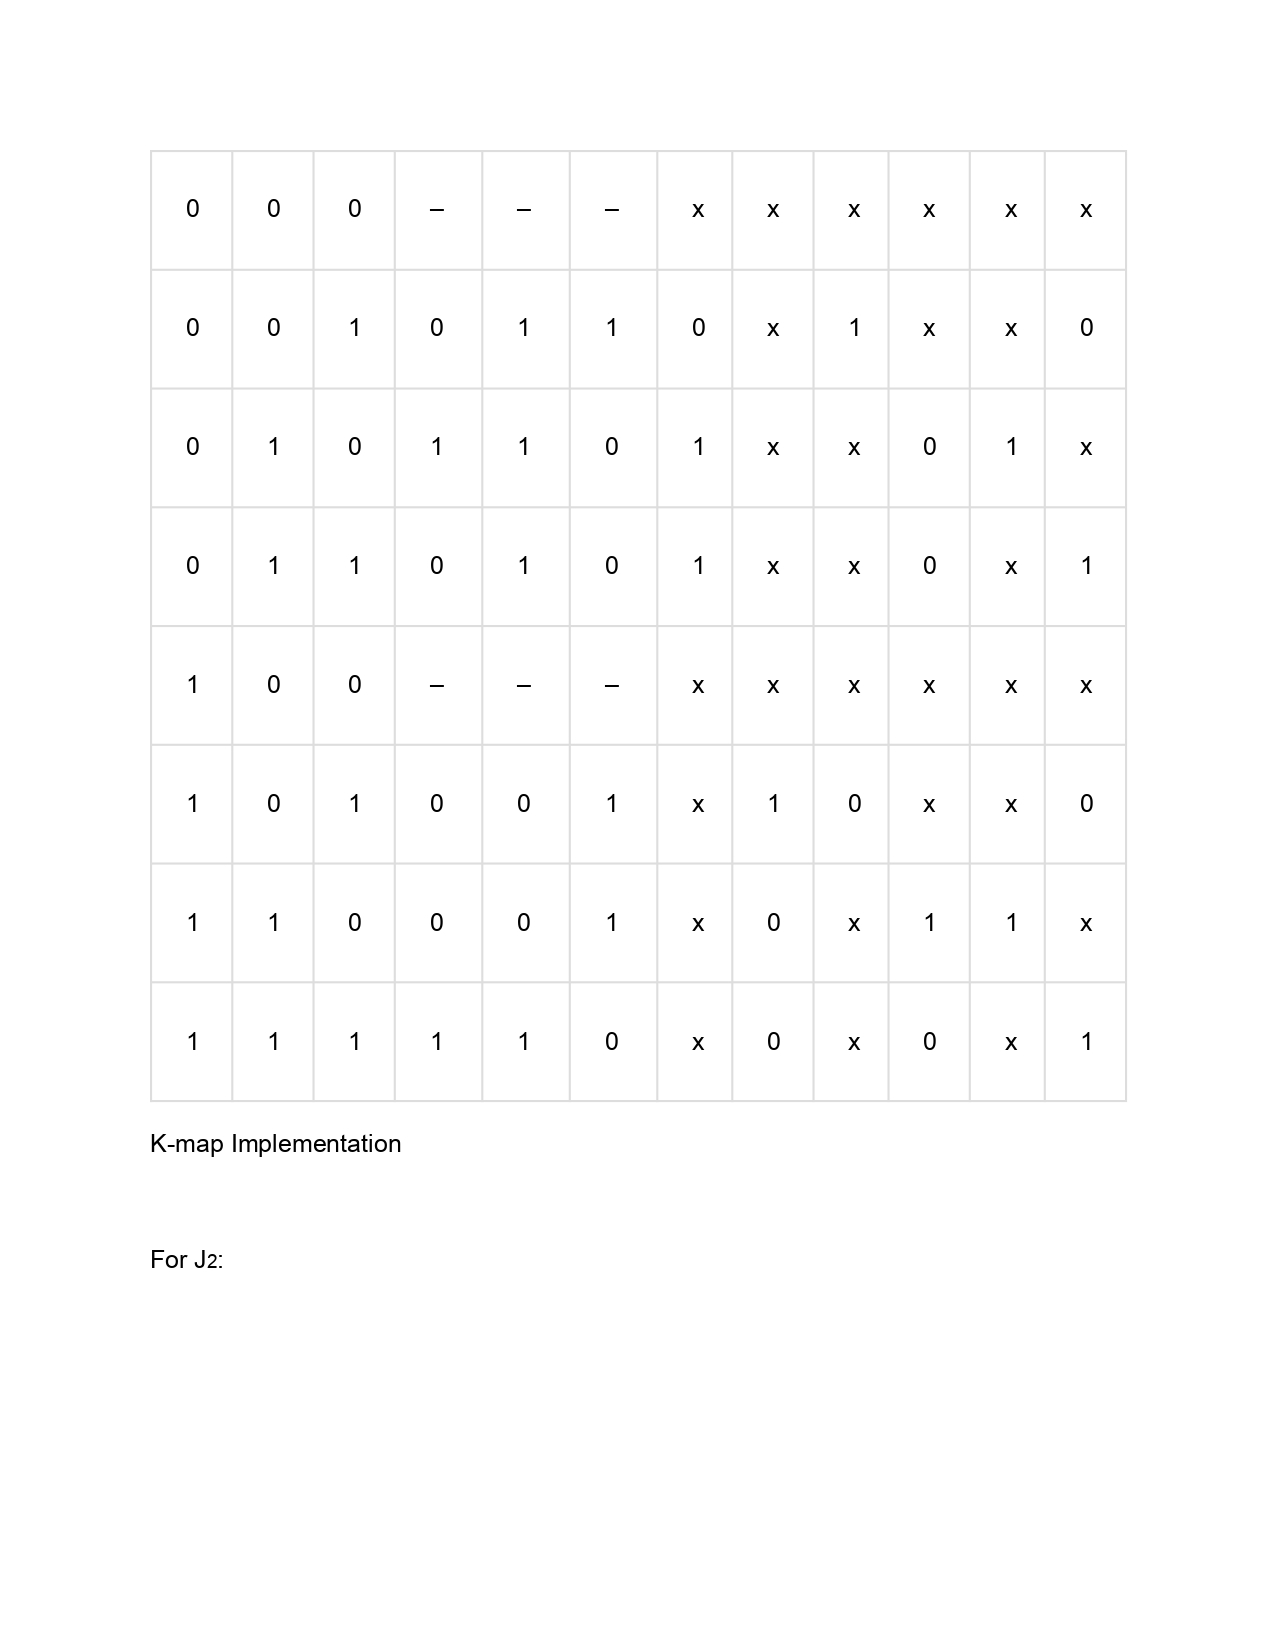 0 0 0 – – – x x x x x x
0 0 1 0 1 1 0 x 1 x x 0
0 1 0 1 1 0 1 x x 0 1 x
0 1 1 0 1 0 1 x x 0 x 1
1 0 0 – – – x x x x x x
1 0 1 0 0 1 x 1 0 x x 0
1 1 0 0 0 1 x 0 x 1 1 x
1 1 1 1 1 0 x 0 x 0 x 1
K-map Implementation
For J2: